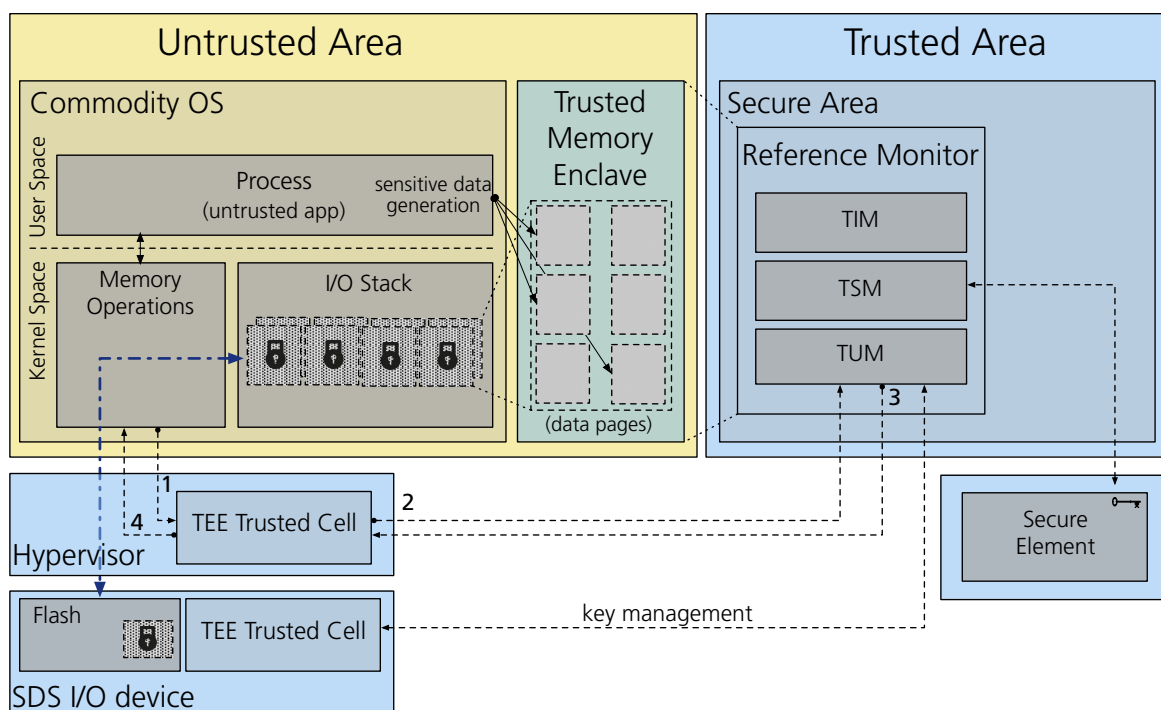 Untrusted Area
Commodity OS
User Space
Process
(untrusted app)
sensitive data
generation
Kernel Space
Memory
Operations
I/O Stack
Trusted
Memory
Enclave
(data pages)
Trusted Area
Secure Area
Reference Monitor
TIM
TSM
TUM
3
1
4
2
TEE Trusted Cell
Hypervisor
Secure
Element
Flash
TEE Trusted Cell
key management
SDS I/O device